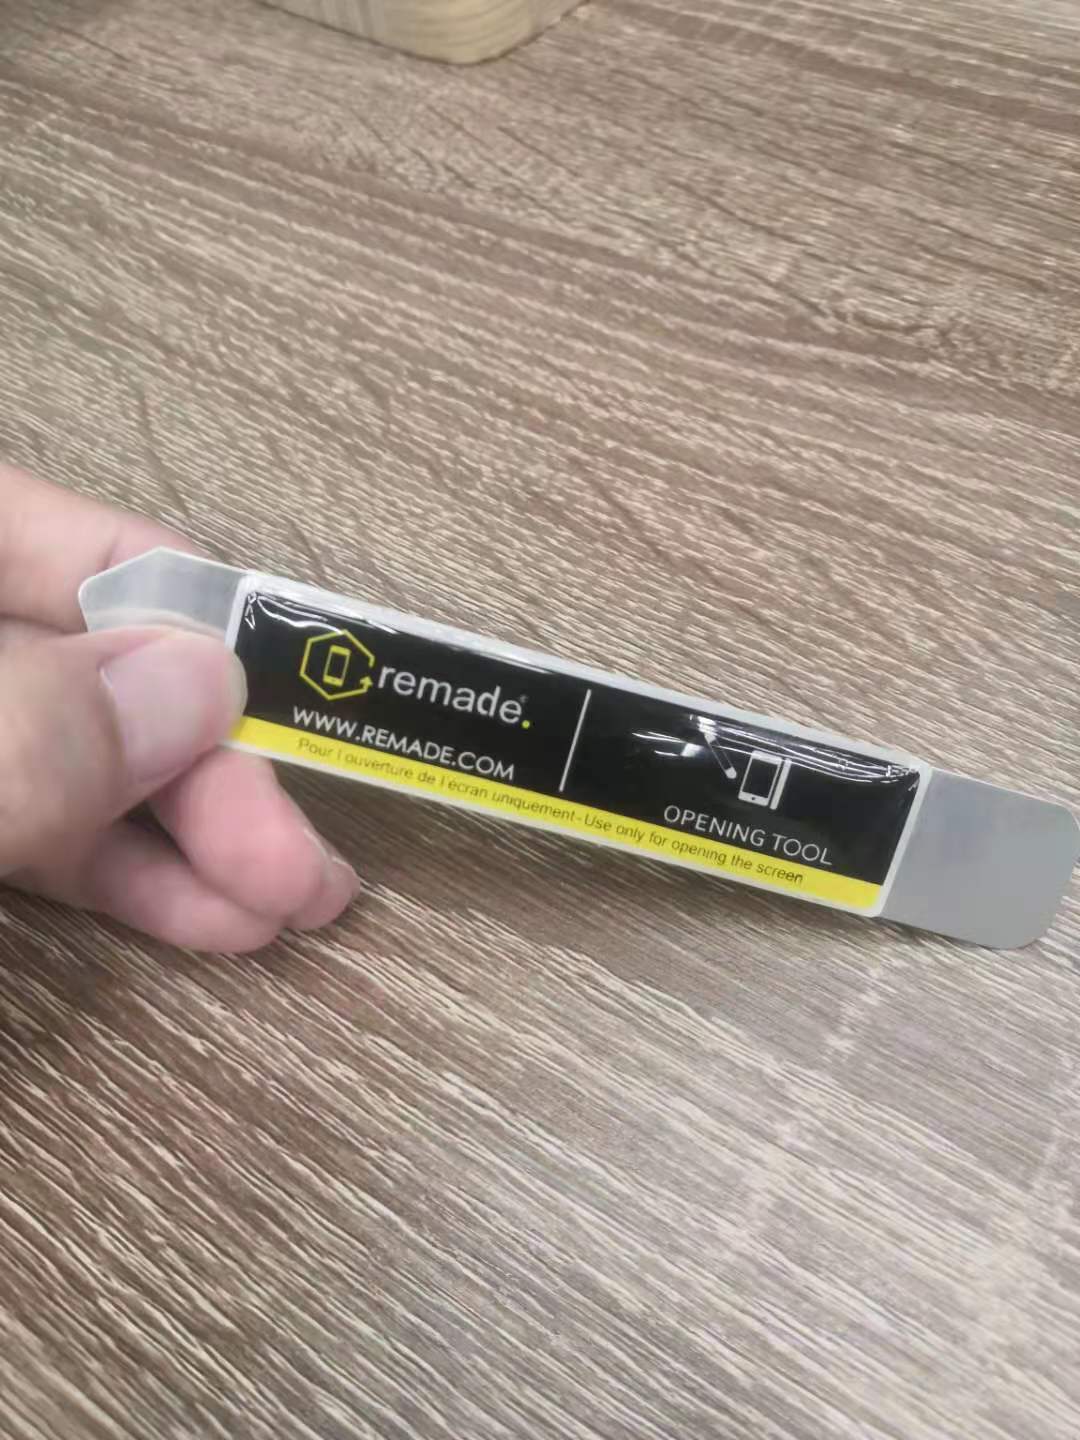 remade.
WWW.REMADE.COM
OPENING TOOL
Pour l ouverture de l'écran uniquement-Use only for opening the screen